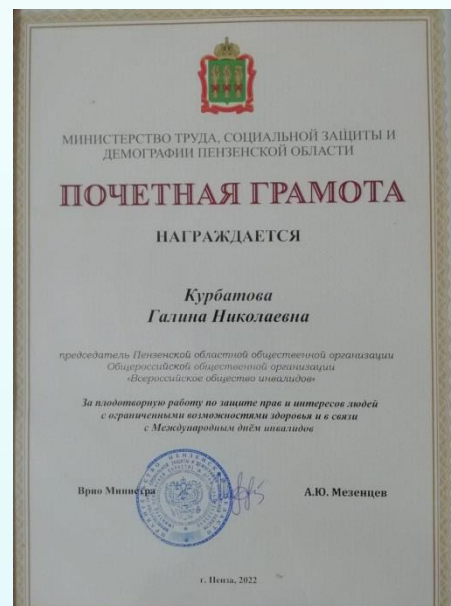 МИНИСТЕРСТВО ТРУДА, СОЦИАЛЬНОЙ ЗАЩИТЫ И
ДЕМОГРАФИИ ПЕНЗЕНСКОЙ ОБЛАСТИ
ПОЧЕТНАЯ ГРАМОТА
НАГРАЖДАЕТСЯ
Курбатова
Галина Николаевна
председатель Пензенской областной общественной организации
Общероссийской общественной организации
«Всероссийское общество инвалидов»
За плодотворную работу по защите прав и интересов людей
с ограниченными возможностями здоровья и в связи
с Международным днём инвалидов
Врио Министра А.Ю. Мезенцев
г. Пенза, 2022